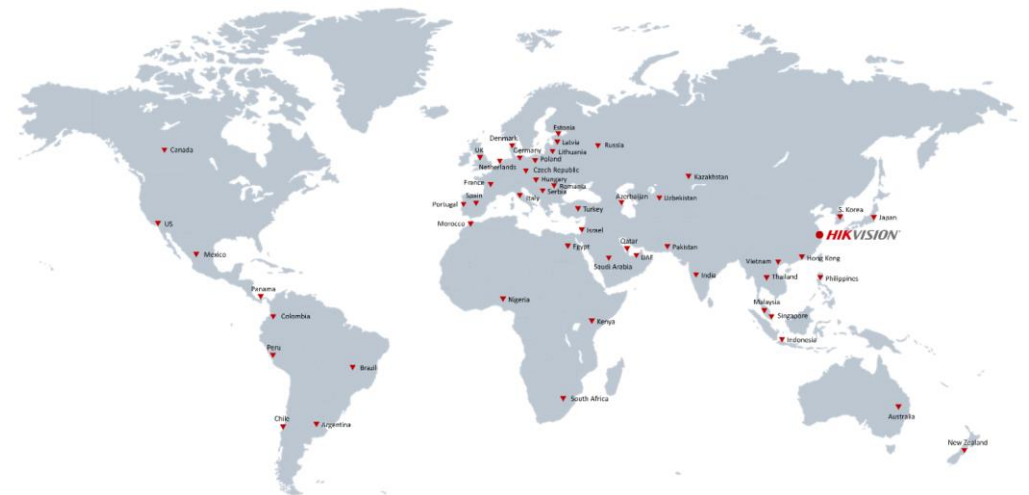 Estonia
Denmark
Latvia
UK
Germany
Lithuania
Russia
Canada
Netherlands
Poland
Czech Republic
Hungary
Kazakhstan
France
Romania
Serbia
Spain
Italy
Azerbaijan
Uzbekistan
Portugal
Turkey
S. Korea
Japan
US
Morocco
Israel
HIKVISION
Mexico
Egypt
Qatar
Pakistan
UAE
Saudi Arabia
Vietnam
Hong Kong
India
Thailand
Philippines
Panama
Nigeria
Malaysia
Colombia
Kenya
Singapore
Peru
Indonesia
Brazil
South Africa
Chile
Argentina
Australia
New Zealand